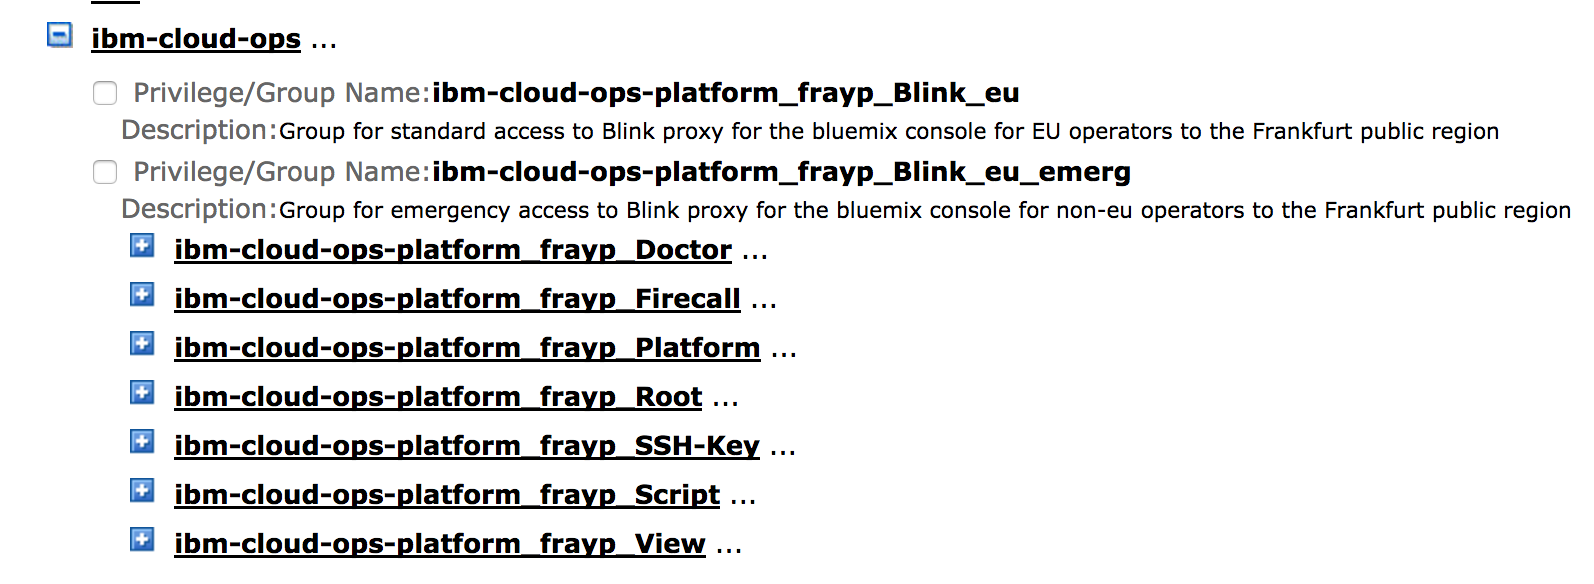 ibm-cloud-ops ...
Privilege/Group Name:ibm-cloud-ops-platform_frayp_Blink_eu
Description:Group for standard access to Blink proxy for the bluemix console for EU operators to the Frankfurt public region
Privilege/Group Name:ibm-cloud-ops-platform_frayp_Blink_eu_emerg
Description:Group for emergency access to Blink proxy for the bluemix console for non-eu operators to the Frankfurt public region
ibm-cloud-ops-platform_frayp_Doctor ...
ibm-cloud-ops-platform_frayp_Firecall ...
ibm-cloud-ops-platform_frayp_Platform ...
ibm-cloud-ops-platform_frayp_Root ...
ibm-cloud-ops-platform_frayp_SSH-Key ...
ibm-cloud-ops-platform_frayp_Script ...
ibm-cloud-ops-platform_frayp_View ...